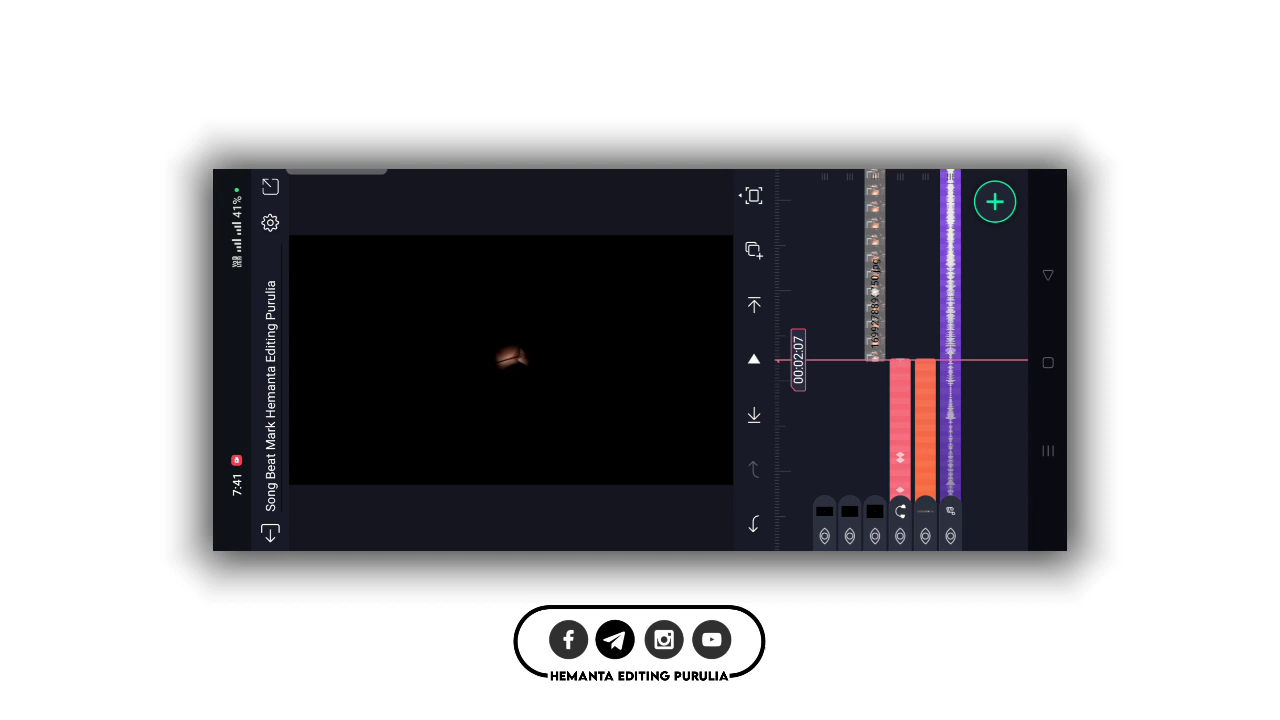 7:41
41%
Song Beat Mark Hemanta Editing Purulia
00:02:07
HEMANTA EDITING PURULIA